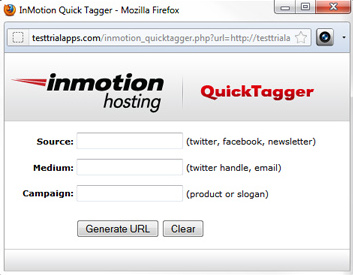 InMotion Quick Tagger - Mozilla Firefox
testtrialapps.com/inmotion_quicktagger.php?url=http://testtriala
inmotion
hosting
QuickTagger
Source: (twitter, facebook, newsletter)
Medium: (twitter handle, email)
Campaign: (product or slogan)
Generate URL Clear